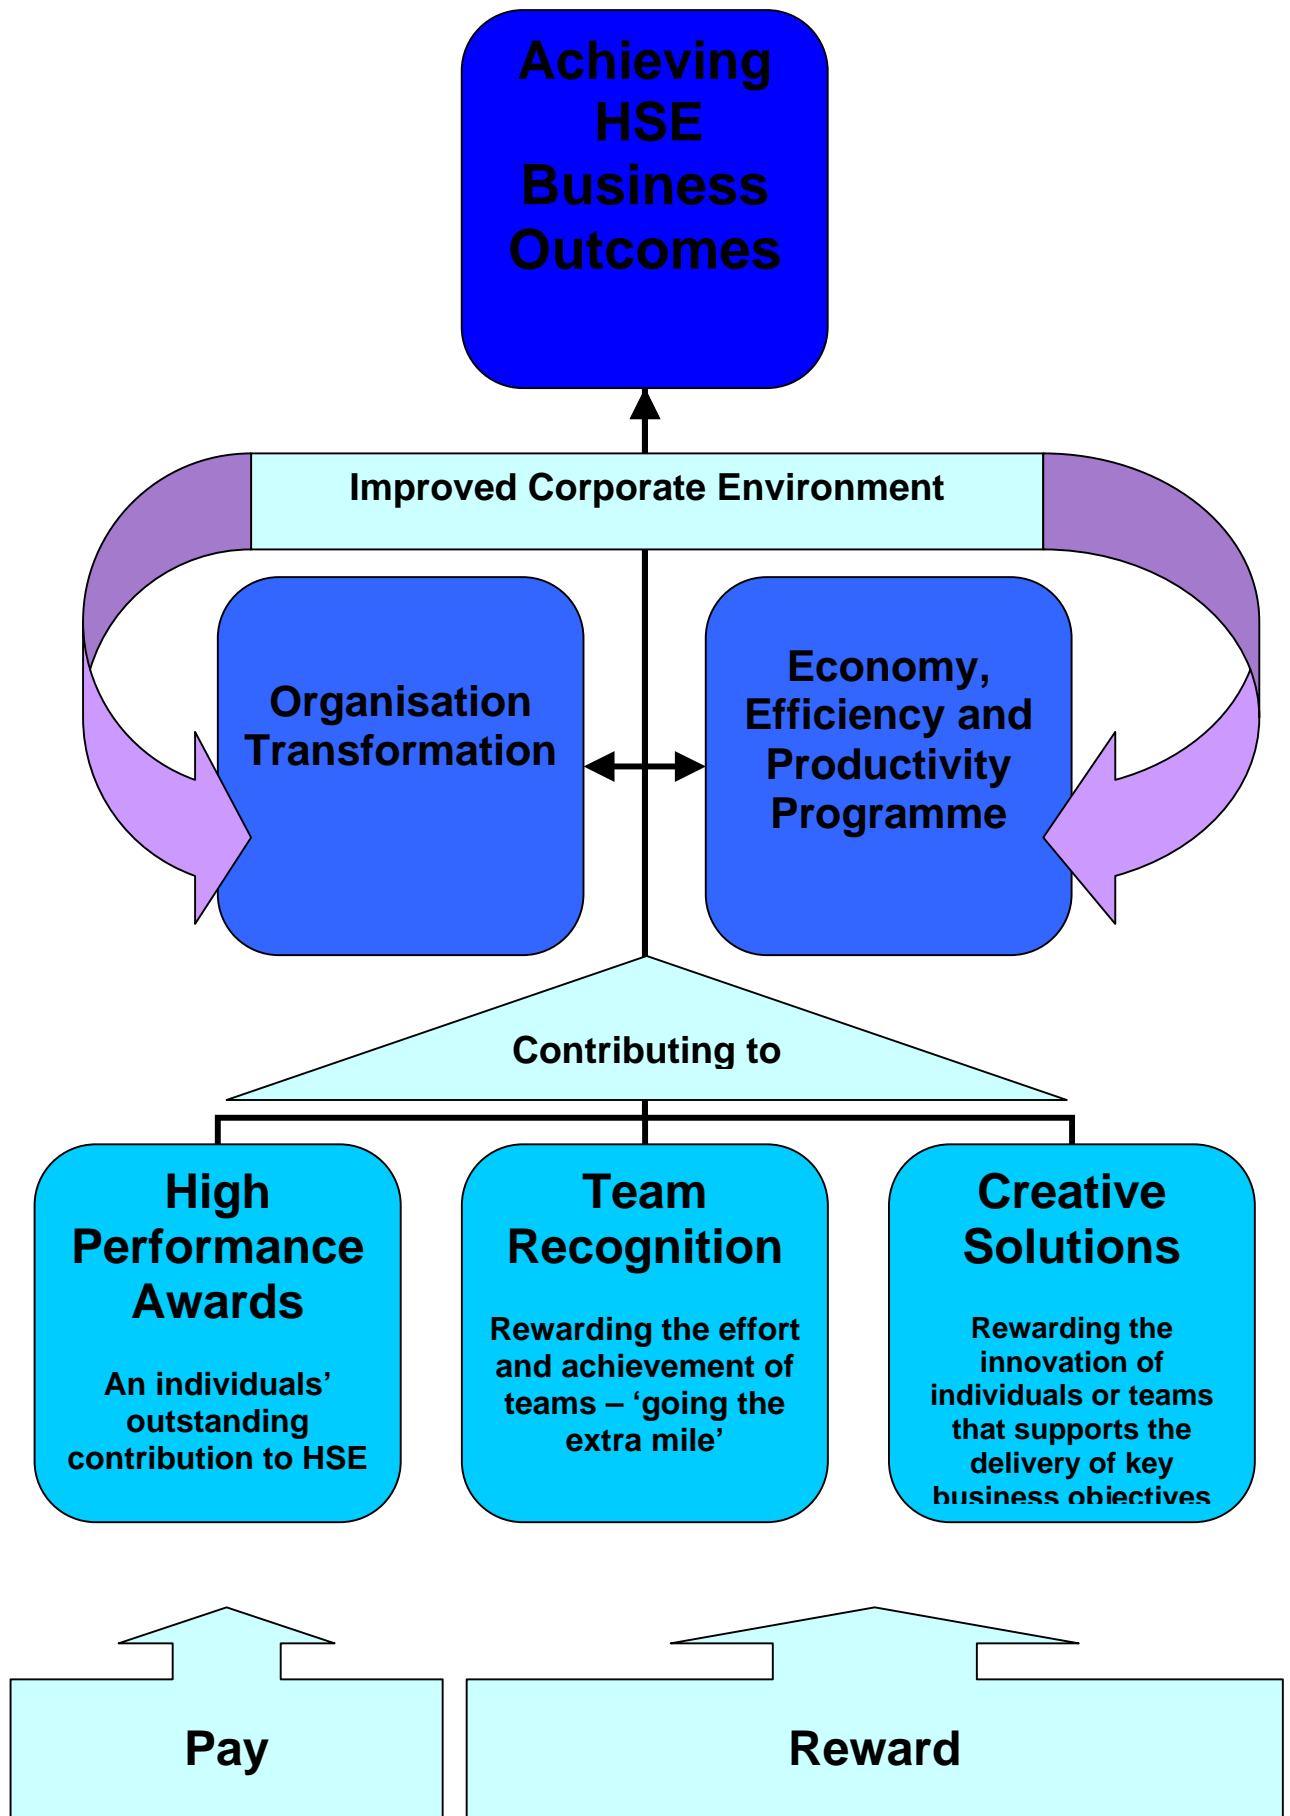 Achieving
HSE
Business
Outcomes
Improved Corporate Environment
Organisation
Transformation
Economy,
Efficiency and
Productivity
Programme
Contributing to
High
Performance
Awards
An individuals’
outstanding
contribution to HSE
Team
Recognition
Rewarding the effort
and achievement of
teams – ‘going the
extra mile’
Creative
Solutions
Rewarding the
innovation of
individuals or teams
that supports the
delivery of key
business objectives
Pay
Reward